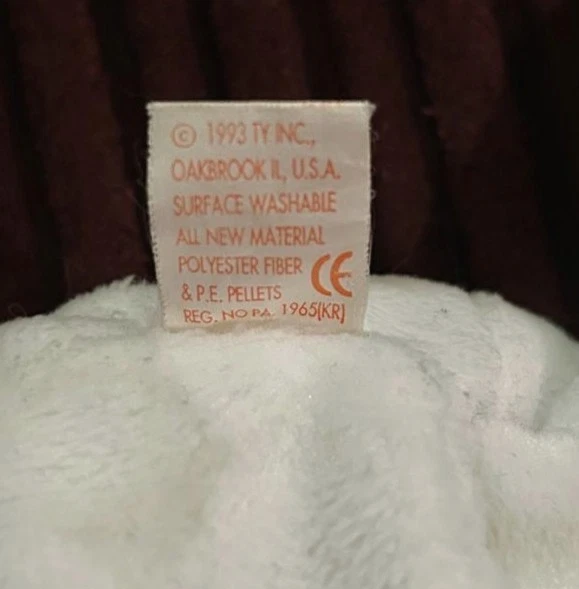 © 1993 TY INC.,
OAKBROOK IL, U.S.A.
SURFACE WASHABLE
ALL NEW MATERIAL
POLYESTER FIBER
& P.E. PELLETS CE
REG. NO PA. 1965(KR)